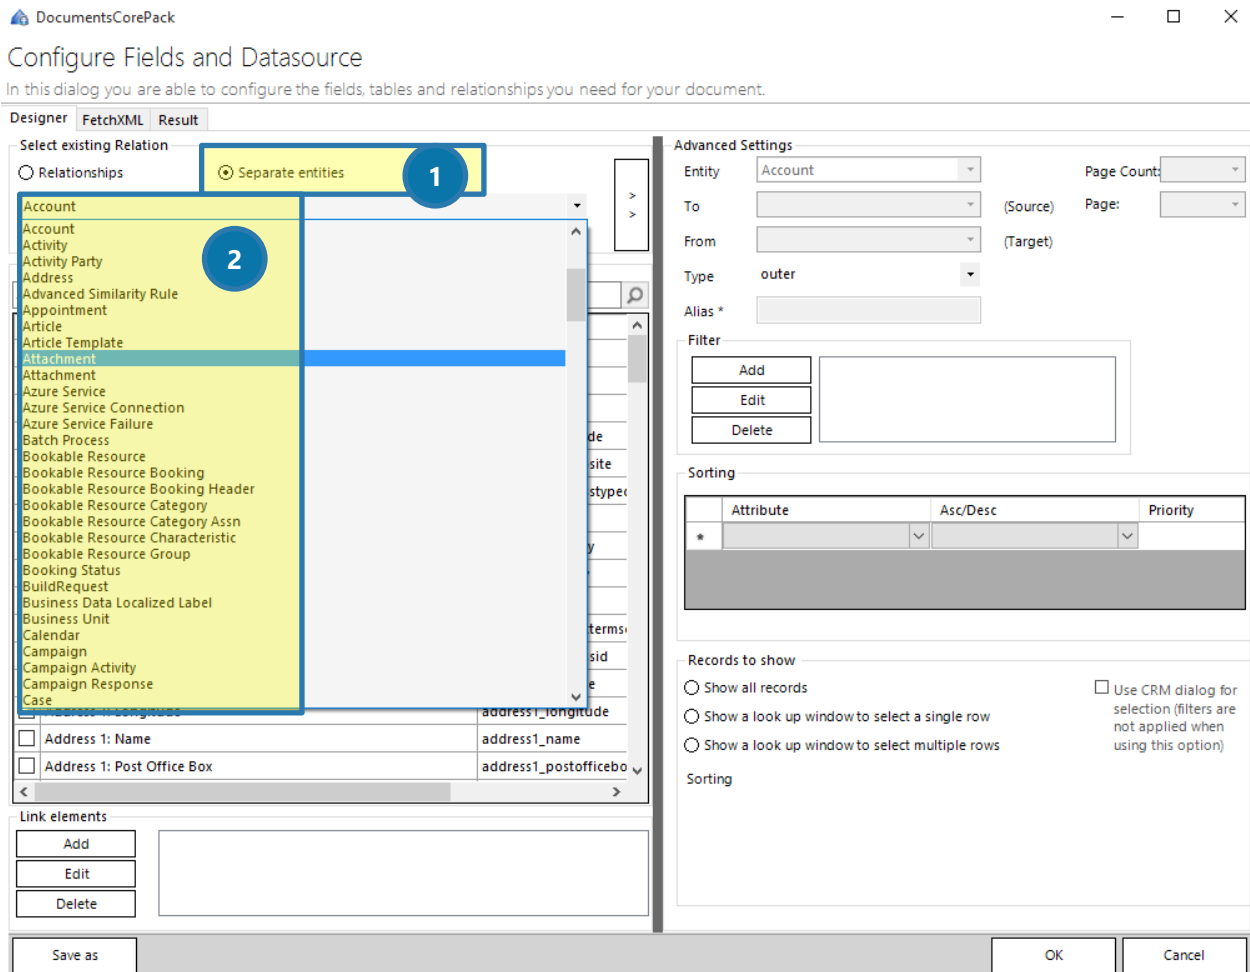 DocumentsCorePack
Configure Fields and Datasource
In this dialog you are able to configure the fields, tables and relationships you need for your document.
Designer FetchXML Result
Select existing Relation
Relationships Separate entities 1
> >
Account
Account
Activity
Activity Party
2
Address
Advanced Similarity Rule
Appointment
Article
Article Template
Attachment
Attachment
Azure Service
Azure Service Connection
Azure Service Failure
Batch Process
Bookable Resource
Bookable Resource Booking
Bookable Resource Booking Header
Bookable Resource Category
Bookable Resource Category Assn
Bookable Resource Characteristic
Bookable Resource Group
Booking Status
BuildRequest
Business Data Localized Label
Business Unit
Calendar
Campaign
Campaign Activity
Campaign Response
Case
de
site
styped
y
terms
sid
e
address1_longitude
Address 1: Name address1_name
Address 1: Post Office Box address1_postofficebo
Link elements
Add
Edit
Delete
Save as
Advanced Settings
Entity Account Page Count:
To (Source) Page:
From (Target)
Type outer
Alias *
Filter
Add
Edit
Delete
Sorting
Attribute Asc/Desc Priority
*
Records to show
Show all records
Show a look up window to select a single row
Show a look up window to select multiple rows
Use CRM dialog for
selection (filters are
not applied when
using this option)
Sorting
OK Cancel